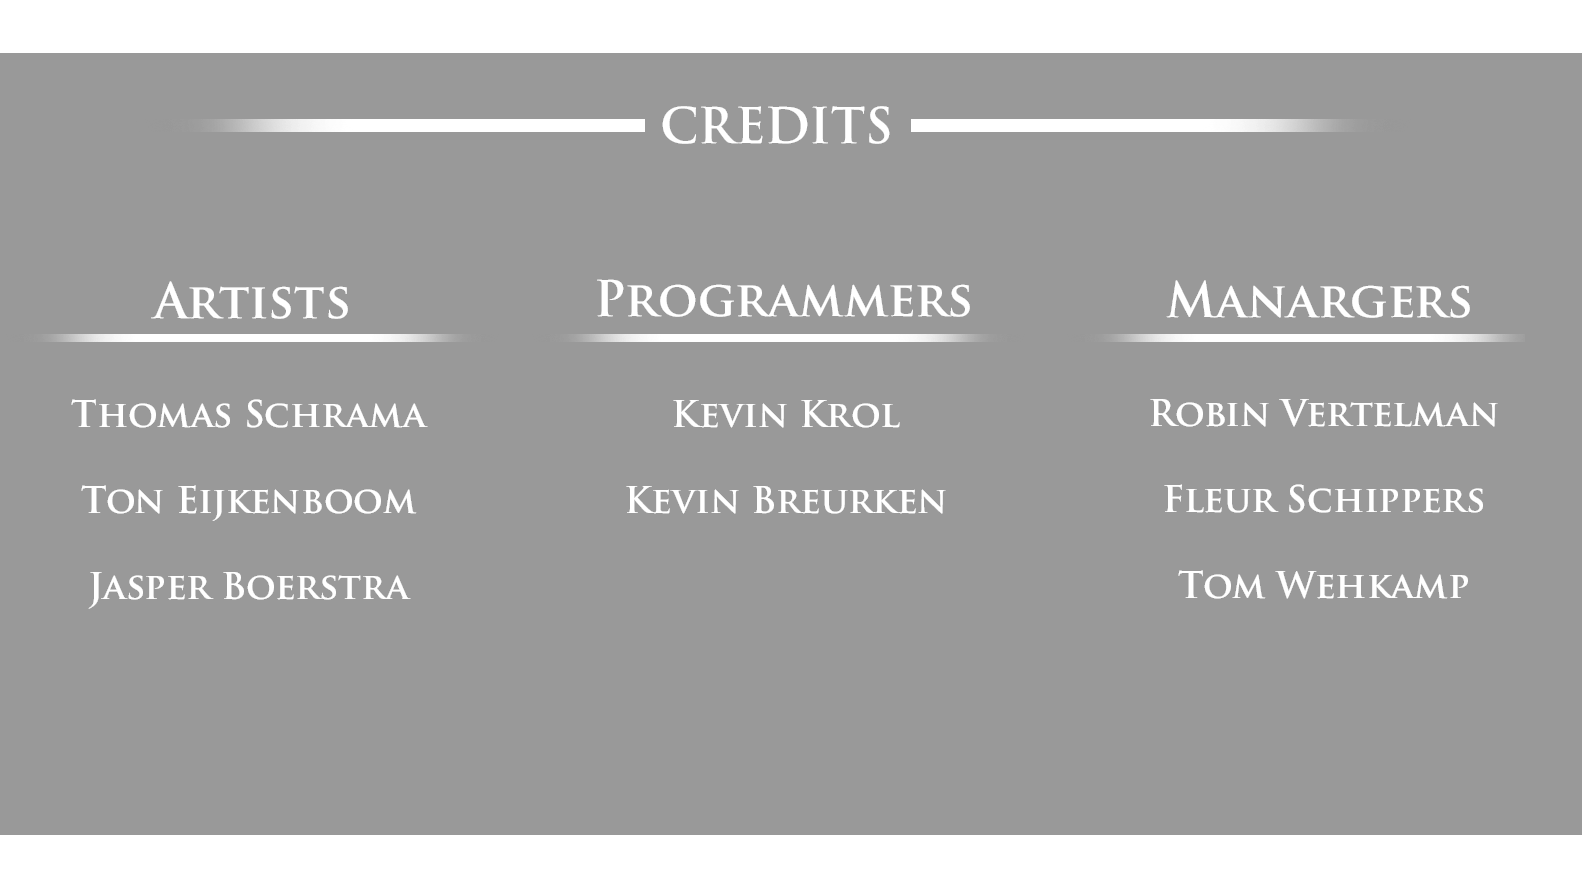 CREDITS
ARTISTS
THOMAS SCHRAMA
TON EIJKENBOOM
JASPER BOERSTRA
PROGRAMMERS
KEVIN KROL
KEVIN BREURKEN
MANARGERS
ROBIN VERTELMAN
FLEUR SCHIPPERS
TOM WEHKAMP